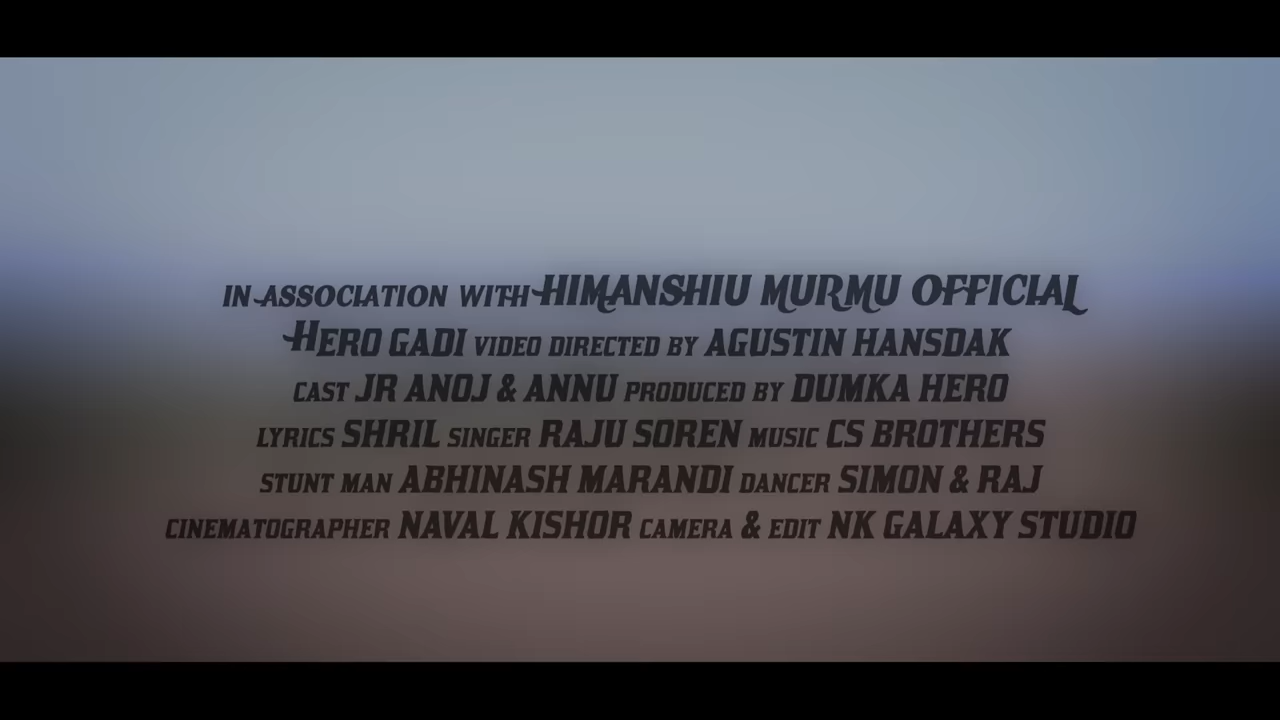 IN ASSOCIATION WITH HIMANSHIU MURMU OFFICIAL
HERO GADI VIDEO DIRECTED BY AGUSTIN HANSDAK
CAST JR ANOJ & ANNU PRODUCED BY DUMKA HERO
LYRICS SHRIL SINGER RAJU SOREN MUSIC CS BROTHERS
STUNT MAN ABHINASH MARANDI DANCER SIMON & RAJ
CINEMATOGRAPHER NAVAL KISHOR CAMERA & EDIT NK GALAXY STUDIO